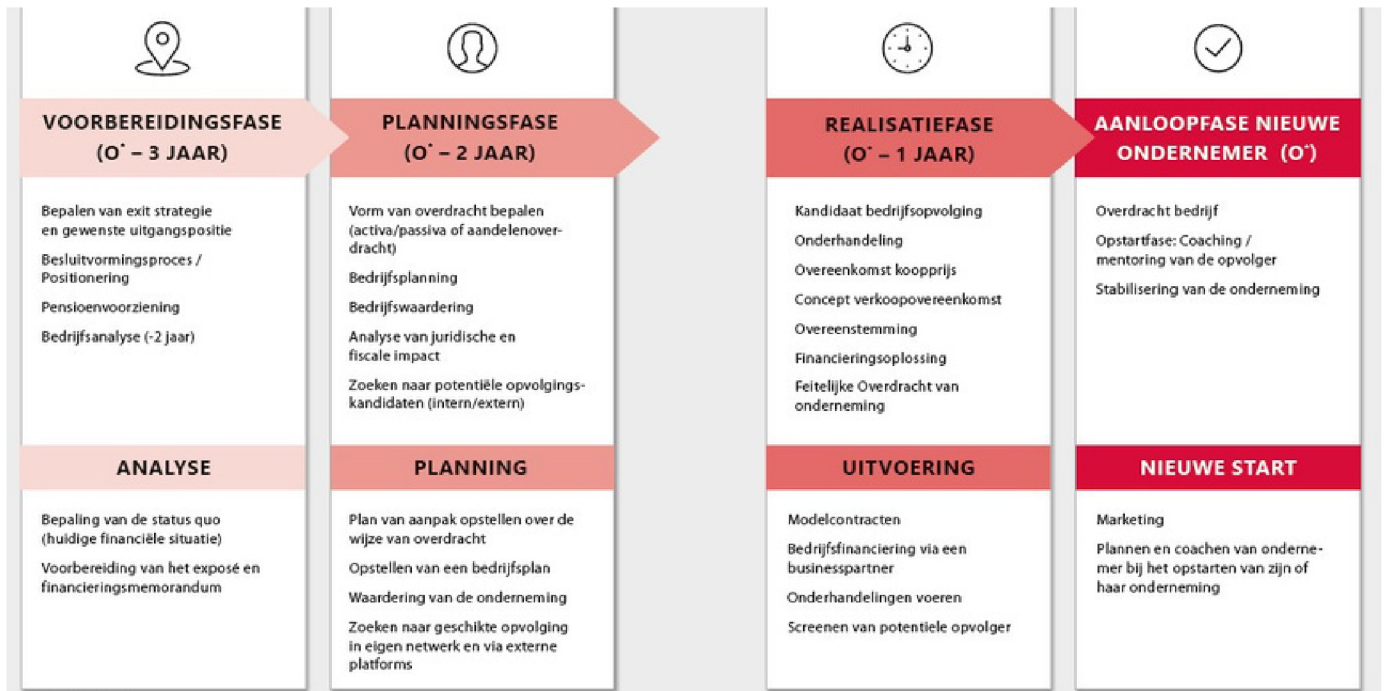 VOORBEREIDINGSFASE
(O* – 3 JAAR)
Bepalen van exit strategie
en gewenste uitgangspositie
Besluitvormingsproces /
Positionering
Pensioenvoorziening
Bedrijfsanalyse (-2 jaar)
ANALYSE
Bepaling van de status quo
(huidige financiële situatie)
Voorbereiding van het exposé en
financieringsmemorandum
PLANNINGSFASE
(O* – 2 JAAR)
Vorm van overdracht bepalen
(activa/passiva of aandelenover-
dracht)
Bedrijfsplanning
Bedrijfswaardering
Analyse van juridische en
fiscale impact
Zoeken naar potentiële opvolgings-
kandidaten (intern/extern)
PLANNING
Plan van aanpak opstellen over de
wijze van overdracht
Opstellen van een bedrijfsplan
Waardering van de onderneming
Zoeken naar geschikte opvolging
in eigen netwerk en via externe
platforms
REALISATIEFASE
(O* – 1 JAAR)
Kandidaat bedrijfsopvolging
Onderhandeling
Overeenkomst koopprijs
Concept verkoopovereenkomst
Overeenstemming
Financieringsoplossing
Feitelijke Overdracht van
onderneming
UITVOERING
Modelcontracten
Bedrijfsfinanciering via een
businesspartner
Onderhandelingen voeren
Screenen van potentiele opvolger
AANLOOPFASE NIEUWE
ONDERNEMER (O*)
Overdracht bedrijf
Opstartfase: Coaching /
mentoring van de opvolger
Stabilisering van de onderneming
NIEUWE START
Marketing
Plannen en coachen van onderne-
mer bij het opstarten van zijn of
haar onderneming